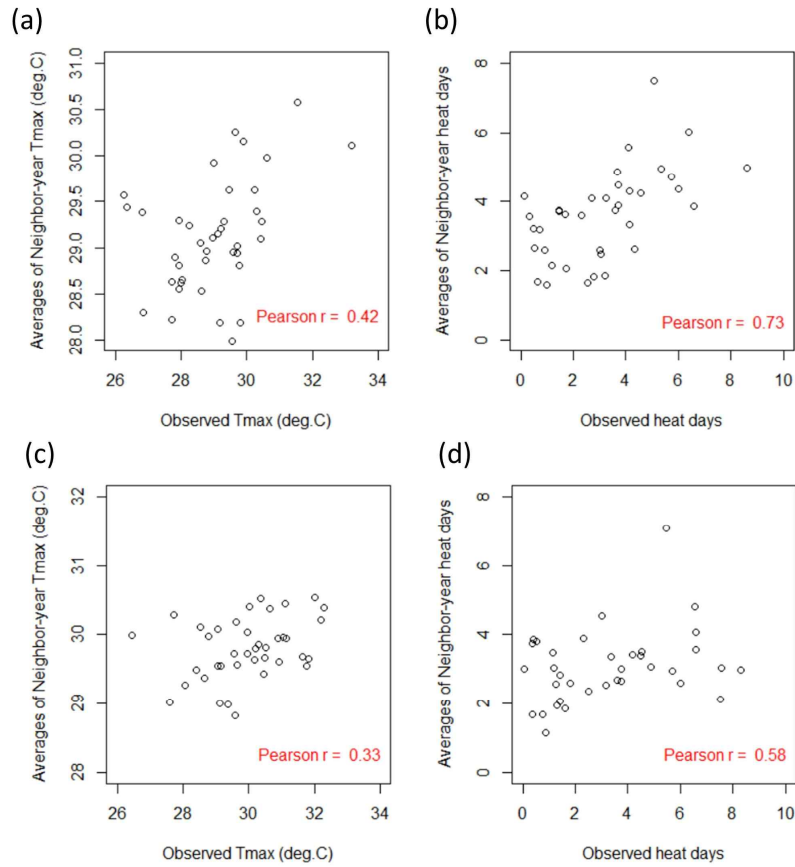 (a)
Averages of Neighbor-year Tmax (deg.C)
31.0
30.5
30.0
29.5
29.0
28.5
28.0
Pearson r = 0.42
26 28 30 32 34
Observed Tmax (deg.C)
(b)
Averages of Neighbor-year heat days
8
6
4
2
0
Pearson r = 0.73
0 2 4 6 8 10
Observed heat days
(c)
Averages of Neighbor-year Tmax (deg.C)
32
31
30
29
28
Pearson r = 0.33
26 28 30 32 34
Observed Tmax (deg.C)
(d)
Averages of Neighbor-year heat days
8
6
4
2
0
Pearson r = 0.58
0 2 4 6 8 10
Observed heat days